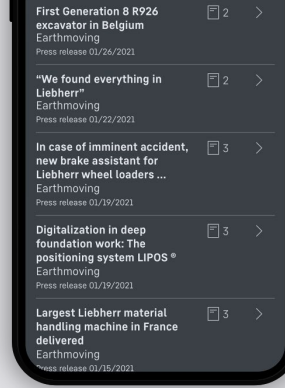 First Generation 8 R926
excavator in Belgium
2
Earthmoving
Press release 01/26/2021
“We found everything in
Liebherr”
2
Earthmoving
Press release 01/22/2021
In case of imminent accident,
new brake assistant for
Liebherr wheel loaders ...
3
Earthmoving
Press release 01/19/2021
Digitalization in deep
foundation work: The
positioning system LIPOS ®
3
Earthmoving
Press release 01/19/2021
Largest Liebherr material
handling machine in France
delivered
3
Earthmoving
Press release 01/15/2021